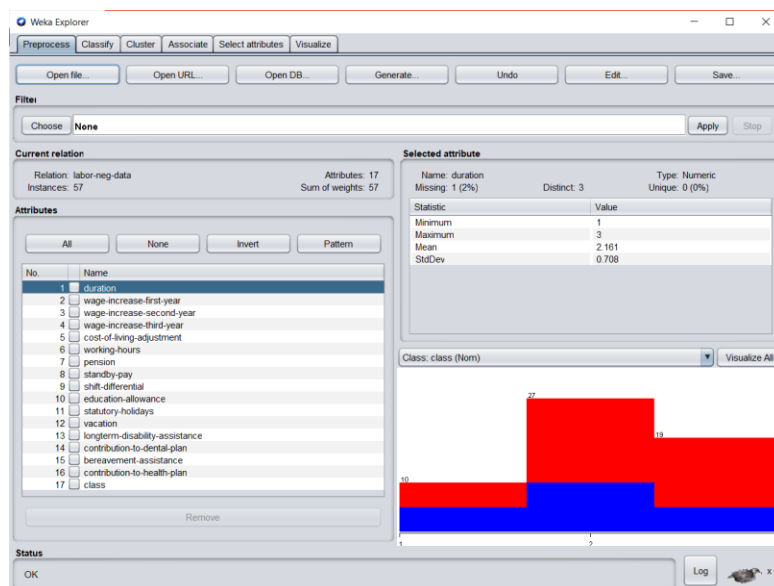 Weka Explorer
Preprocess Classify Cluster Associate Select attributes Visualize
Open file... Open URL... Open DB... Generate... Undo Edit... Save...
Filter
Choose None Apply Stop
Current relation
Relation: labor-neg-data Attributes: 17
Instances: 57 Sum of weights: 57
Attributes
All None Invert Pattern
No. Name
1 duration
2 wage-increase-first-year
3 wage-increase-second-year
4 wage-increase-third-year
5 cost-of-living-adjustment
6 working-hours
7 pension
8 standby-pay
9 shift-differential
10 education-allowance
11 statutory-holidays
12 vacation
13 longterm-disability-assistance
14 contribution-to-dental-plan
15 bereavement-assistance
16 contribution-to-health-plan
17 class
Remove
Selected attribute
Name: duration Type: Numeric
Missing: 1 (2%) Distinct: 3 Unique: 0 (0%)
Statistic Value
Minimum 1
Maximum 3
Mean 2.161
StdDev 0.708
Class: class (Nom) Visualize All
27
19
10
1 2
Status
OK Log x